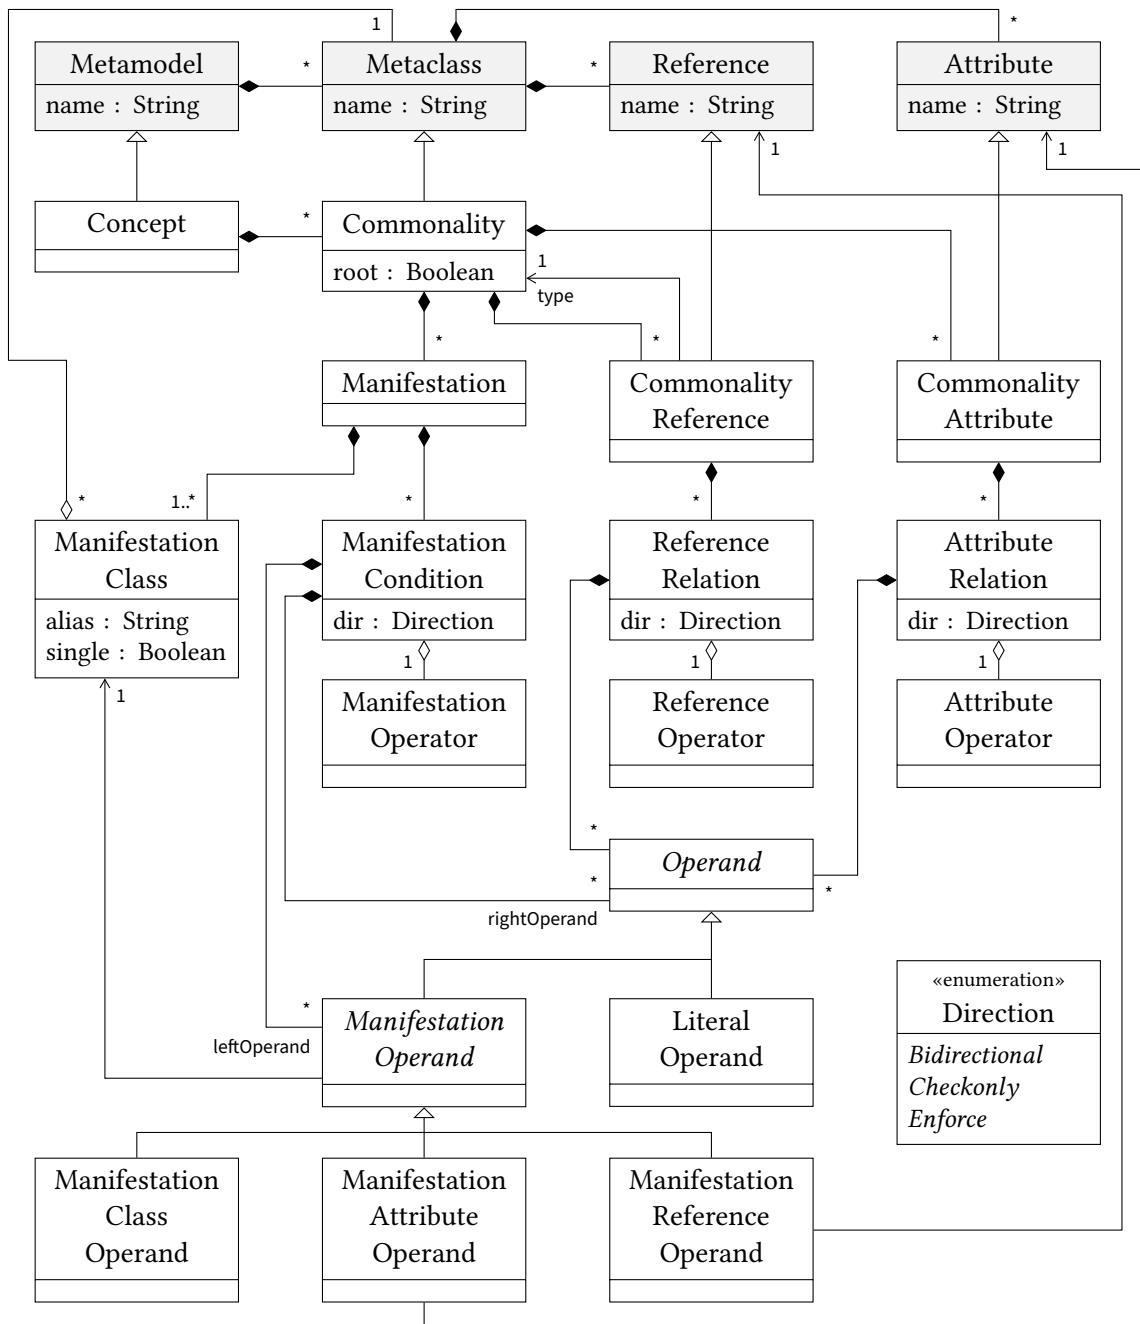 1
*
Metamodel
name : String
*
Metaclass
name : String
*
Reference
name : String
Attribute
name : String
1
1
Concept
*
Commonality
root : Boolean
1
type
*
*
*
Manifestation
Commonality
Reference
Commonality
Attribute
*
1..*
*
*
*
Manifestation
Class
alias : String
single : Boolean
Manifestation
Condition
dir : Direction
Reference
Relation
dir : Direction
Attribute
Relation
dir : Direction
1
1
1
1
Manifestation
Operator
Reference
Operator
Attribute
Operator
*
*
*
Operand
rightOperand
*
leftOperand
Manifestation
Operand
Literal
Operand
«enumeration»
Direction
Bidirectional
Checkonly
Enforce
Manifestation
Class
Operand
Manifestation
Attribute
Operand
Manifestation
Reference
Operand